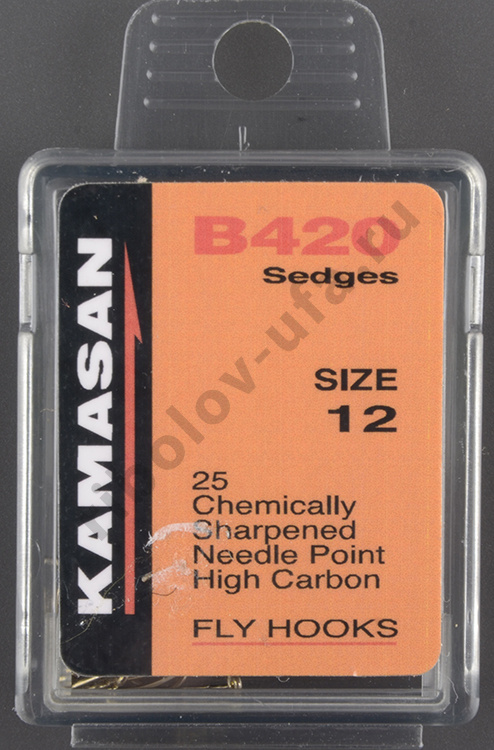 KAMASAN
B420
Sedges
SIZE
12
25
Chemically
Sharpened
Needle Point
High Carbon
FLY HOOKS